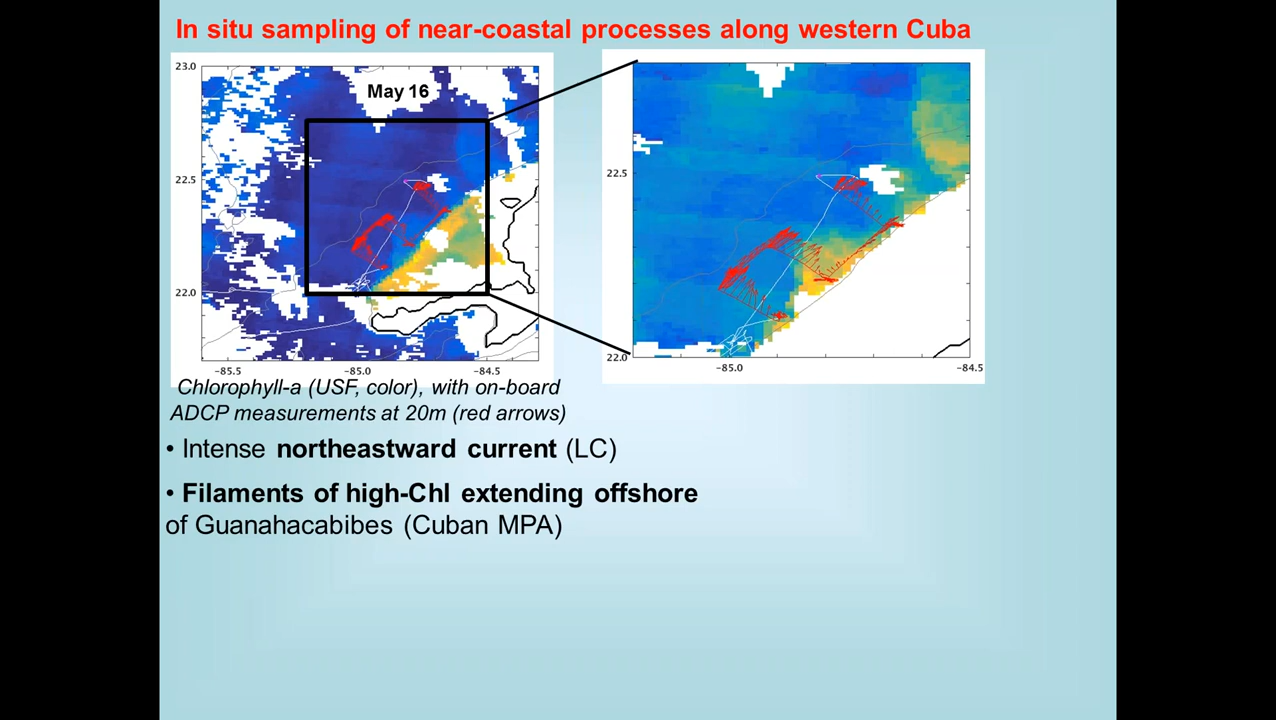 In situ sampling of near-coastal processes along western Cuba
23.0
May 16
22.5
22.0
−85.5
−85.0
−84.5
22.5
22.0
−85.0
−84.5
Chlorophyll-a (USF, color), with on-board
ADCP measurements at 20m (red arrows)
• Intense northeastward current (LC)
• Filaments of high-Chl extending offshore
of Guanahacabibes (Cuban MPA)